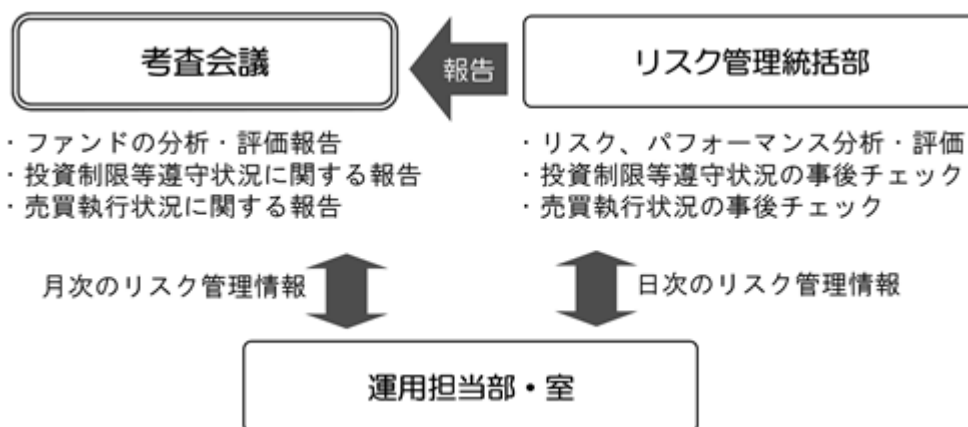 考査会議
報告
リスク管理統括部
・ファンドの分析・評価報告
・投資制限等遵守状況に関する報告
・売買執行状況に関する報告
・リスク、パフォーマンス分析・評価
・投資制限等遵守状況の事後チェック
・売買執行状況の事後チェック
月次のリスク管理情報
日次のリスク管理情報
運用担当部・室